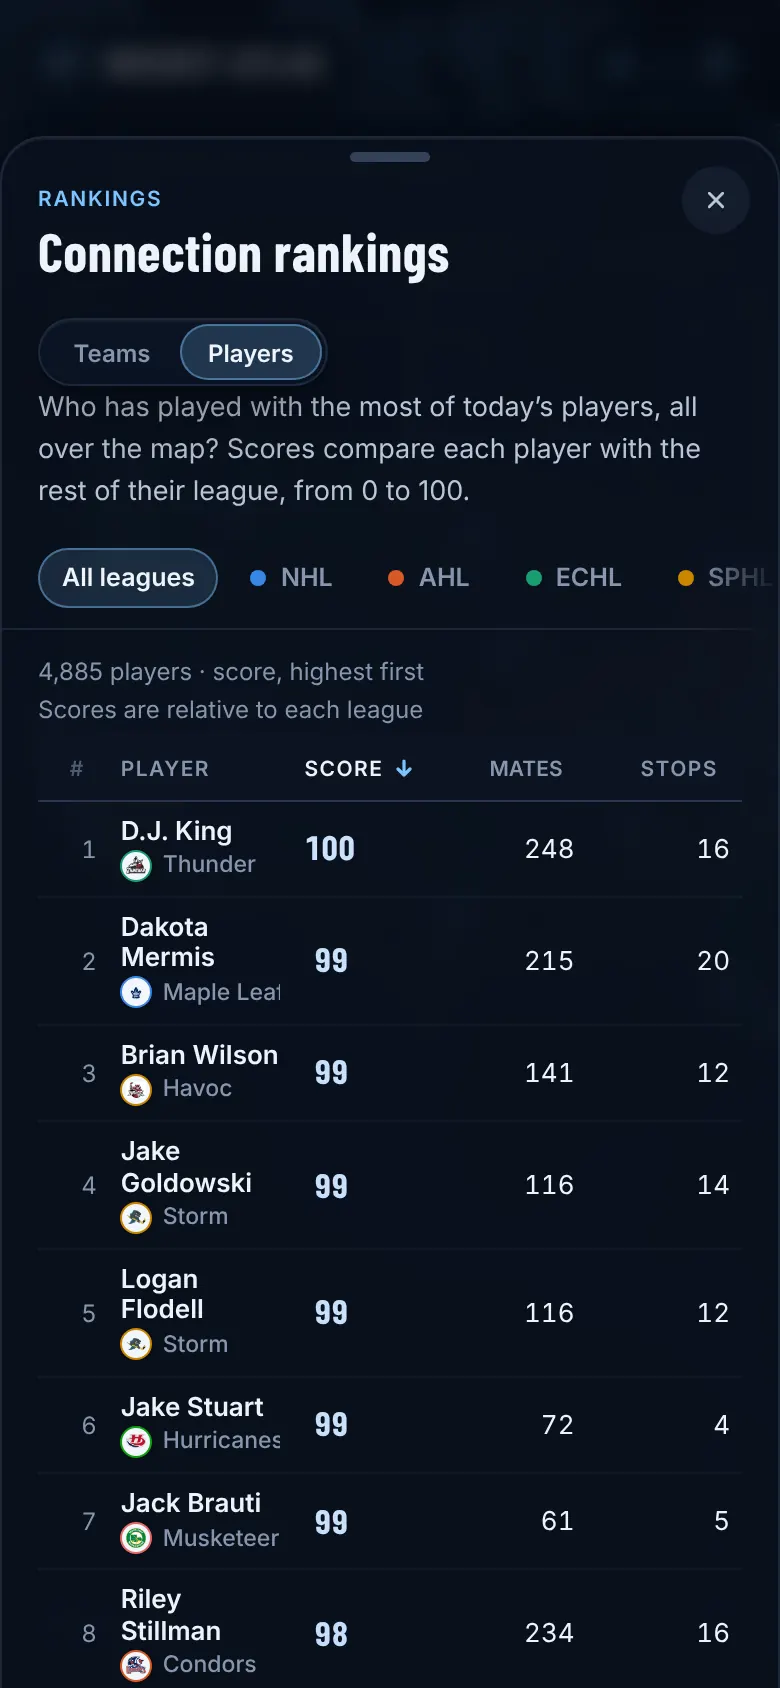 RANKINGS
Connection rankings
Teams Players
Who has played with the most of today's players, all
over the map? Scores compare each player with the
rest of their league, from 0 to 100.
All leagues NHL AHL ECHL SPHL
4,885 players · score, highest first
Scores are relative to each league
# PLAYER SCORE ↓ MATES STOPS
1 D.J. King 100 248 16
Thunder
2 Dakota Mermis 99 215 20
Maple Leaf
3 Brian Wilson 99 141 12
Havoc
4 Jake Goldowski 99 116 14
Storm
5 Logan Flodell 99 116 12
Storm
6 Jake Stuart 99 72 4
Hurricanes
7 Jack Brauti 99 61 5
Musketeer
8 Riley Stillman 98 234 16
Condors